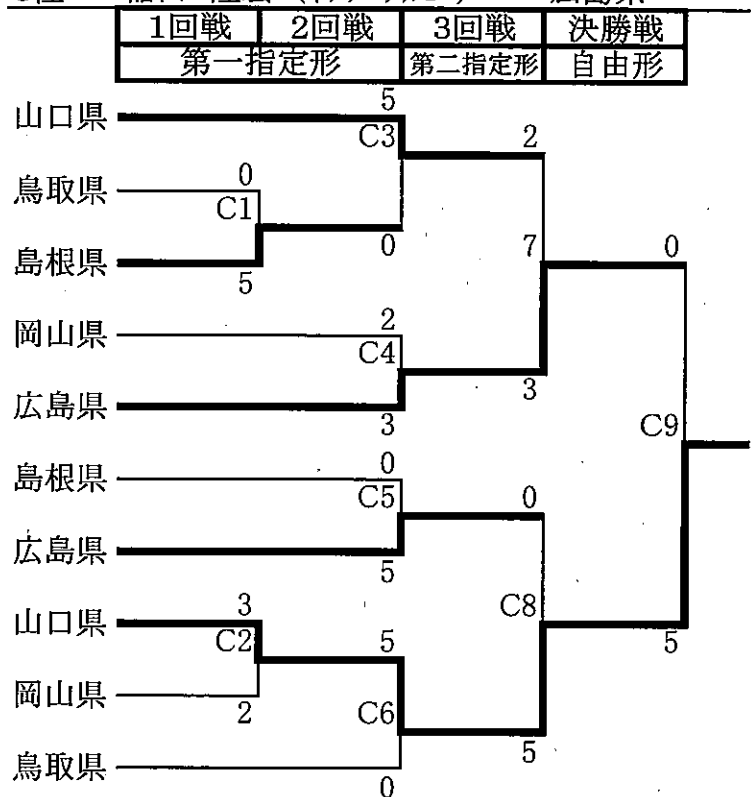 1回戦 2回戦 3回戦 決勝戦
第一指定形 第二指定形 自由形
5
山口県
C3 2
鳥取県 0
C1
島根県 0 7 0
5
岡山県 2
C4
広島県 3 3
C9
島根県 0
C5 0
広島県 5
山口県 3 C8
C2 5 5
岡山県 2
C6
5
鳥取県 0